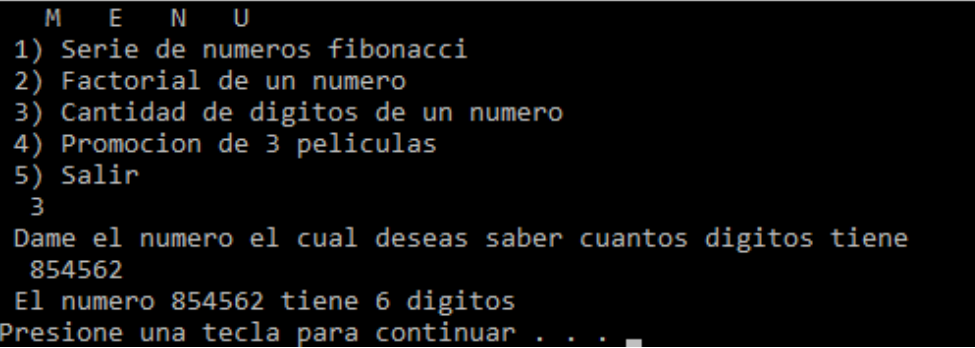 M E N U
1) Serie de numeros fibonacci
2) Factorial de un numero
3) Cantidad de digitos de un numero
4) Promocion de 3 peliculas
5) Salir
3
Dame el numero el cual deseas saber cuantos digitos tiene
854562
El numero 854562 tiene 6 digitos
Presione una tecla para continuar . . .